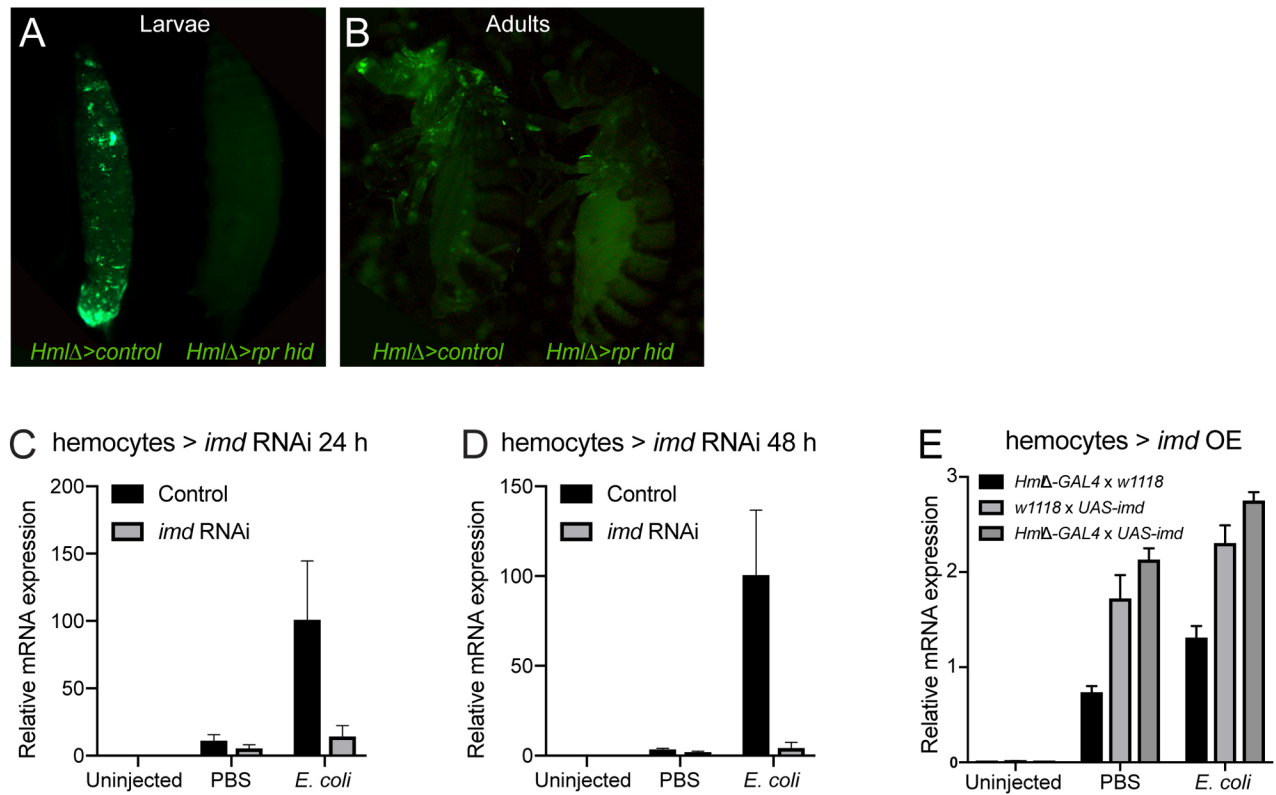 A
Larvae
HmlΔ>control
HmlΔ>rpr hid
B
Adults
HmlΔ>control
HmlΔ>rpr hid
C
hemocytes > imd RNAi 24 h
Relative mRNA expression
200
150
100
50
0
Control
imd RNAi
Uninjected
PBS
E. coli
D
hemocytes > imd RNAi 48 h
Relative mRNA expression
150
100
50
0
Control
imd RNAi
Uninjected
PBS
E. coli
E
hemocytes > imd OE
Relative mRNA expression
3
2
1
0
HmlΔ-GAL4 x w1118
w1118 x UAS-imd
HmlΔ-GAL4 x UAS-imd
Uninjected
PBS
E. coli